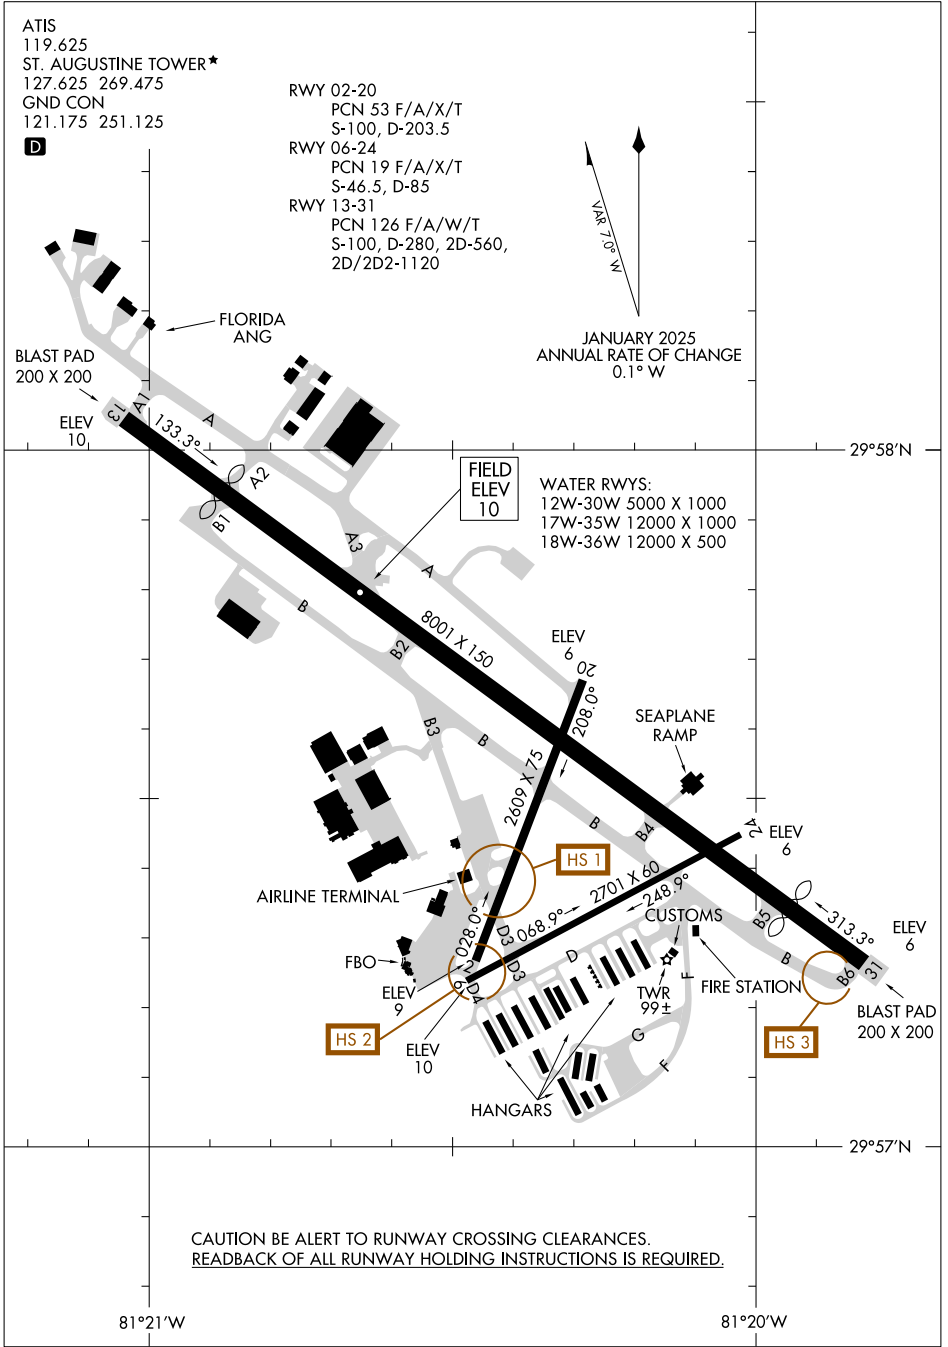 ATIS
119.625
ST. AUGUSTINE TOWER★
127.625 269.475
GND CON
121.175 251.125
D
RWY 02-20
PCN 53 F/A/X/T
S-100, D-203.5
RWY 06-24
PCN 19 F/A/X/T
S-46.5, D-85
RWY 13-31
PCN 126 F/A/W/T
S-100, D-280, 2D-560,
2D/2D2-1120
VAR 7.0° W
JANUARY 2025
ANNUAL RATE OF CHANGE
0.1° W
FLORIDA
ANG
BLAST PAD
200 X 200
ELEV
10
13
A1
A
133.3°
A2
B1
29°58'N
FIELD
ELEV
10
WATER RWYS:
12W-30W 5000 X 1000
17W-35W 12000 X 1000
18W-36W 12000 X 500
A3
A
B
8001 X 150
B2
ELEV
6
20
208.0°
B3
B
SEAPLANE
RAMP
2609 X 75
B
B4
24
ELEV
6
HS 1
2701 X 60
248.9°
AIRLINE TERMINAL
028.0°
068.9°
CUSTOMS
B5
313.3°
ELEV
6
D3
D3
D
F
B
B6
31
FBO
2
6
D4
ELEV
9
TWR
99±
FIRE STATION
BLAST PAD
200 X 200
HS 2
ELEV
10
G
F
HS 3
HANGARS
29°57'N
CAUTION BE ALERT TO RUNWAY CROSSING CLEARANCES.
READBACK OF ALL RUNWAY HOLDING INSTRUCTIONS IS REQUIRED.
81°21'W
81°20'W